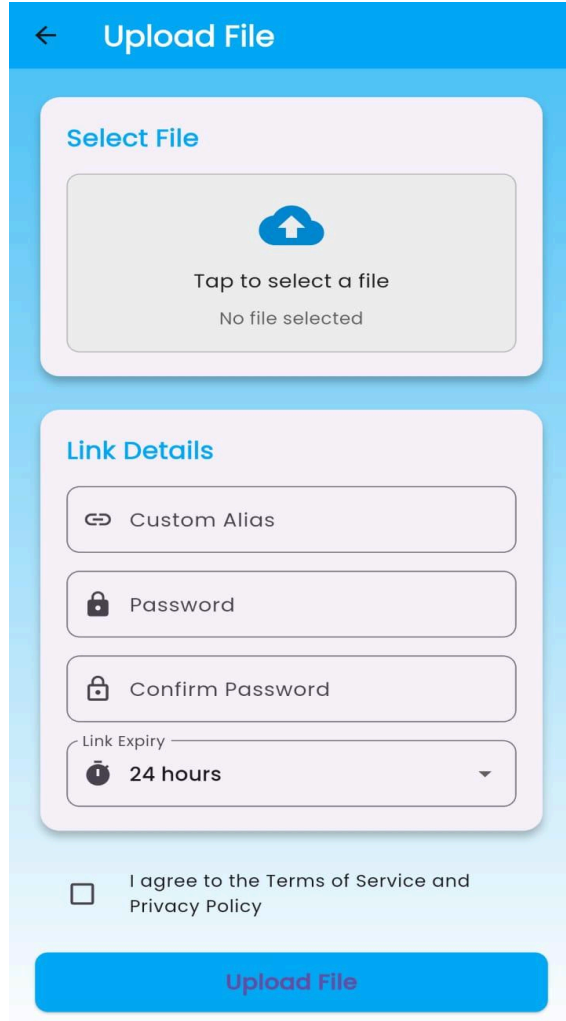 Upload File
Select File
Tap to select a file
No file selected
Link Details
Custom Alias
Password
Confirm Password
Link Expiry
24 hours
I agree to the Terms of Service and
Privacy Policy
Upload File